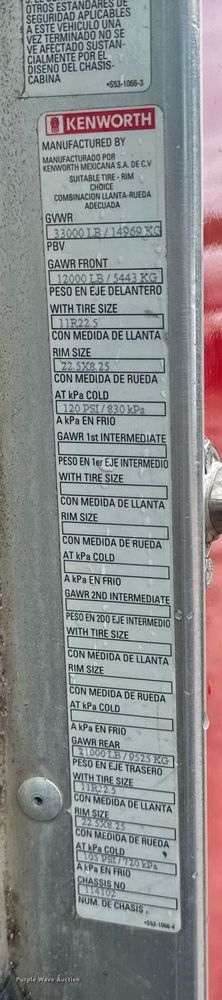 OTROS ESTANDARES DE
SEGURIDAD APLICABLES
A ESTE VEHICULO UNA
VEZ TERMINADO NO SE
VE AFECTADO SUSTAN-
CIALMENTE POR EL
DISENO DEL CHASIS-
CABINA
•S53-1066-3
KENWORTH
MANUFACTURED BY
MANUFACTURADO POR
KENWORTH MEXICANA S.A. DE C.V
SUITABLE TIRE - RIM
CHOICE
COMBINACION LLANTA-RUEDA
ADECUADA
GVWR
33000 LB / 14969 KG
PBV
GAWR FRONT
12000 LB / 5443 KG
PESO EN EJE DELANTERO
WITH TIRE SIZE
11R22.5
CON MEDIDA DE LLANTA
RIM SIZE
22.5X8.25
CON MEDIDA DE RUEDA
AT kPa COLD
120 PSI / 830 kPa
A kPa EN FRIO
GAWR 1st INTERMEDIATE
PESO EN 1er EJE INTERMEDIO
WITH TIRE SIZE
CON MEDIDA DE LLANTA
RIM SIZE
CON MEDIDA DE RUEDA
AT kPa COLD
A kPa EN FRIO
GAWR 2ND INTERMEDIATE
PESO EN 2DO EJE INTERMEDIO
WITH TIRE SIZE
CON MEDIDA DE LLANTA
RIM SIZE
CON MEDIDA DE RUEDA
AT kPa COLD
A kPa EN FRIO
GAWR REAR
21000 LB / 9525 KG
PESO EN EJE TRASERO
WITH TIRE SIZE
11R22.5
CON MEDIDA DE LLANTA
RIM SIZE
22.5X8.25
CON MEDIDA DE RUEDA
AT kPa COLD
105 PSI / 720 kPa
A kPa EN FRIO
CHASSIS NO
114102
NUM. DE CHASIS
•S53-1066-4
Purple Wave Auction